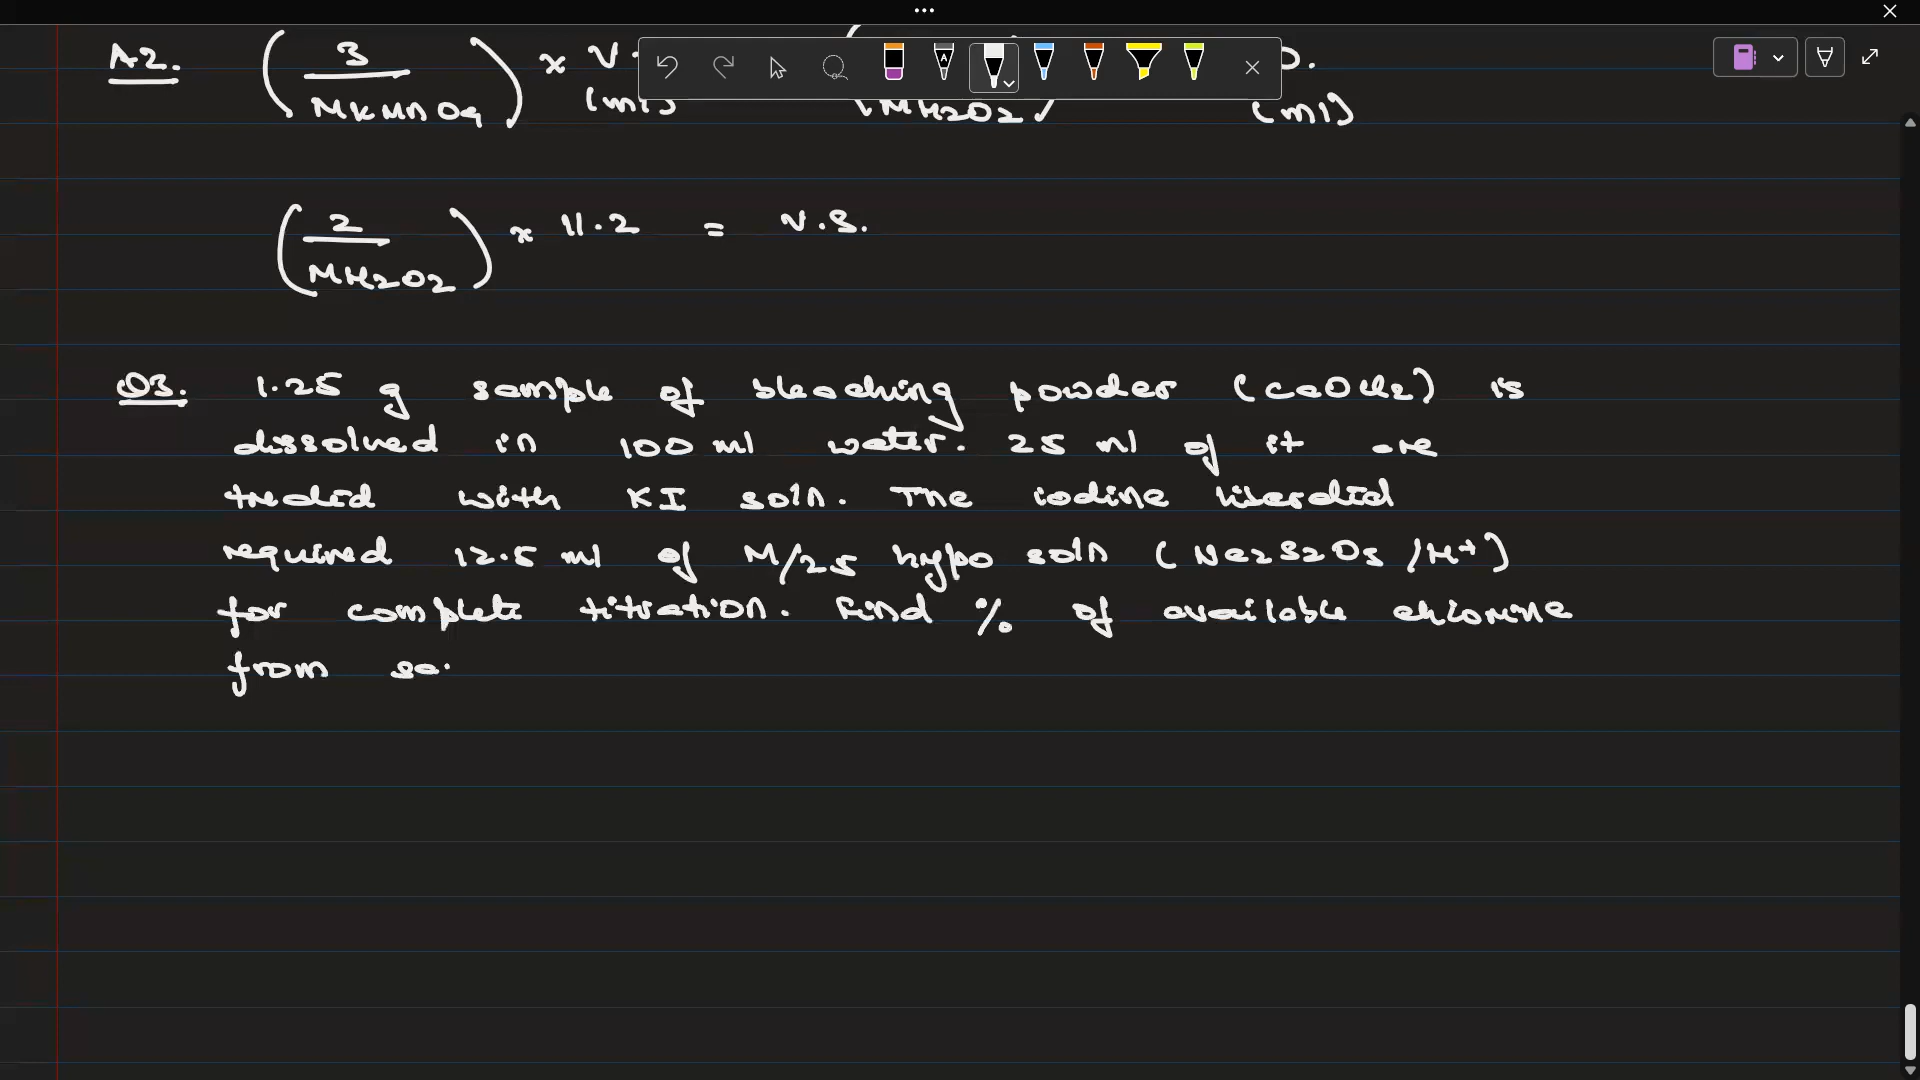 A2. ( 3 / MKMnO4 ) × V. (ml) (MH2O2) (ml)
( 2 / MH2O2 ) × 11.2 = V.S.
Q3. 1.25 g sample of bleaching powder (CaOCl2) is
dissolved in 100 ml water. 25 ml of it are
treated with KI soln. The iodine liberated
required 12.5 ml of M/25 hypo soln (Na2S2O3 /H+)
for complete titration. Find % of available chlorine
from sa